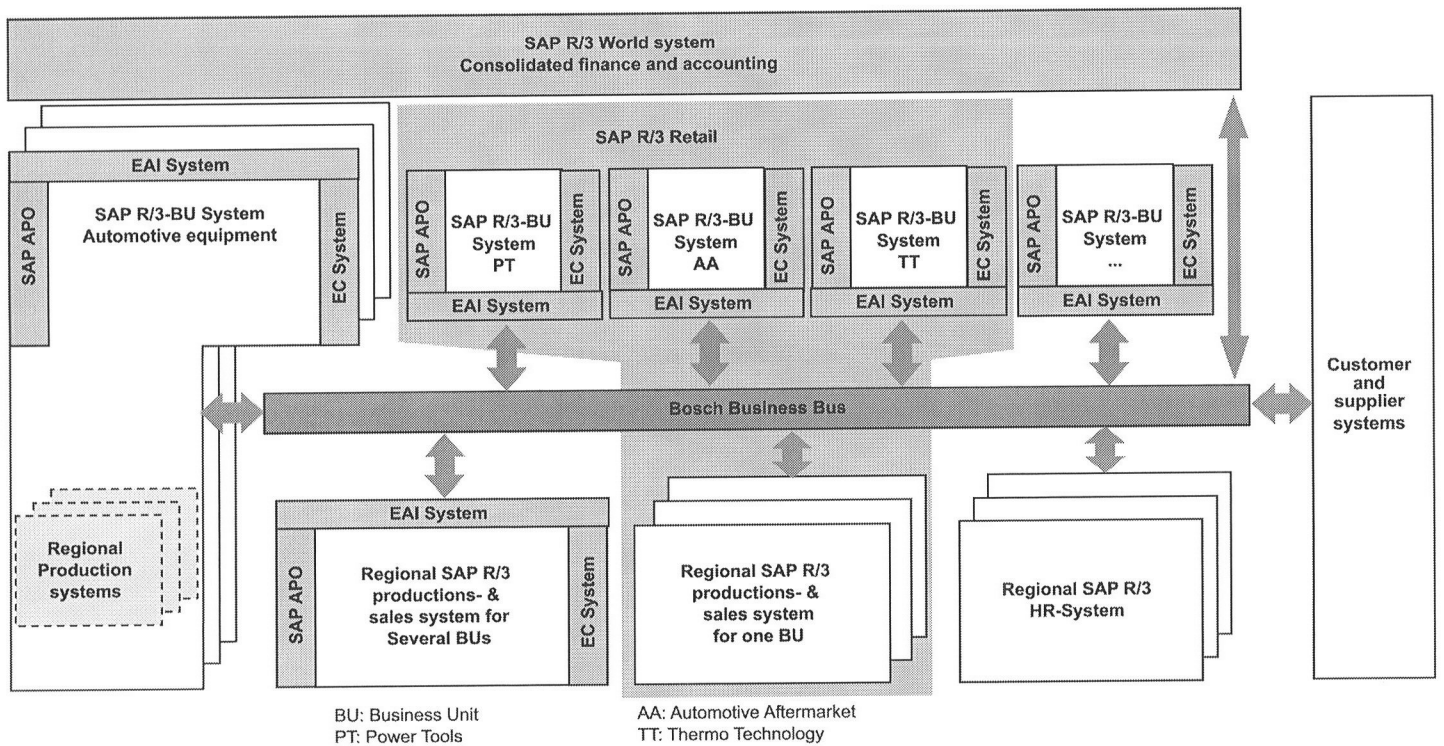 SAP R/3 World system
Consolidated finance and accounting
EAI System
SAP APO
SAP R/3-BU System
Automotive equipment
EC System
SAP R/3 Retail
SAP APO
SAP R/3-BU
System
PT
EC System
EAI System
SAP APO
SAP R/3-BU
System
AA
EC System
EAI System
SAP APO
SAP R/3-BU
System
TT
EC System
EAI System
SAP APO
SAP R/3-BU
System
...
EC System
EAI System
Customer
and
supplier
systems
Bosch Business Bus
Regional
Production
systems
EAI System
SAP APO
Regional SAP R/3
productions- &
sales system for
Several BUs
EC System
Regional SAP R/3
productions- &
sales system
for one BU
Regional SAP R/3
HR-System
BU: Business Unit
PT: Power Tools
AA: Automotive Aftermarket
TT: Thermo Technology